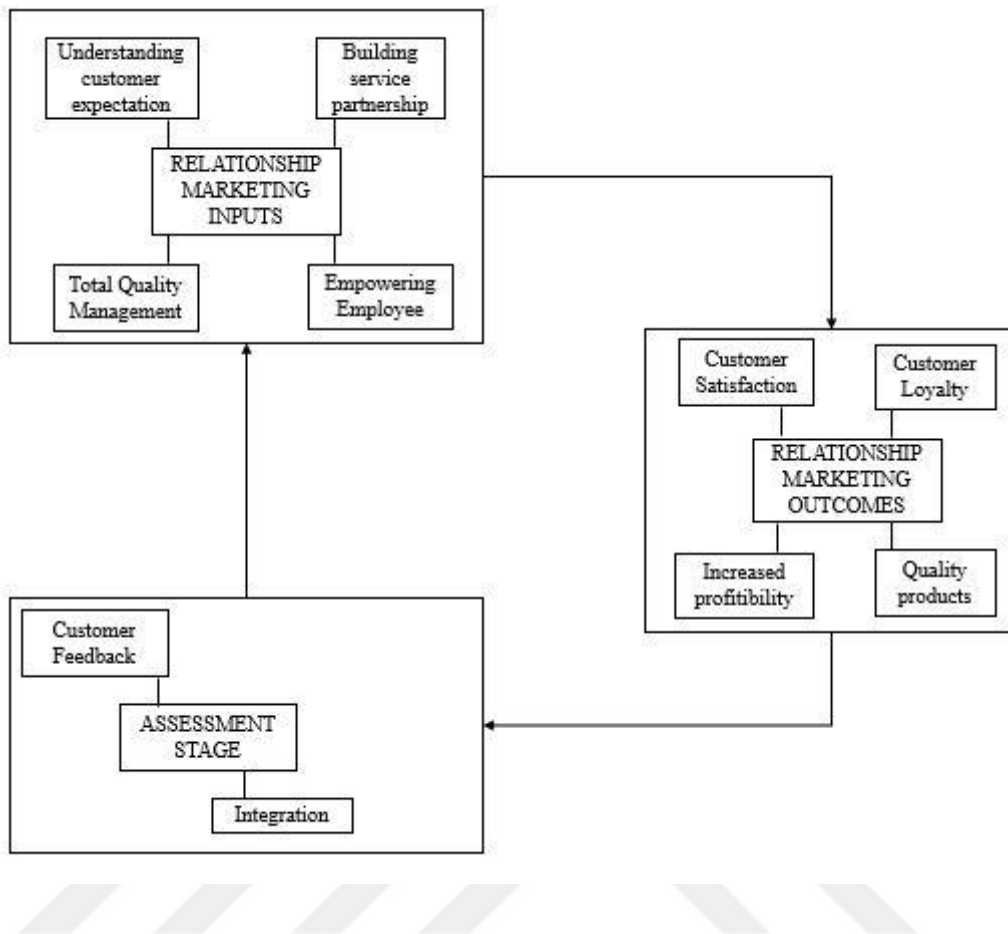 Understanding
customer
expectation
Building
service
partnership
RELATIONSHIP
MARKETING
INPUTS
Total Quality
Management
Empowering
Employee
Customer
Satisfaction
Customer
Loyalty
RELATIONSHIP
MARKETING
OUTCOMES
Increased
profitibility
Quality
products
Customer
Feedback
ASSESSMENT
STAGE
Integration